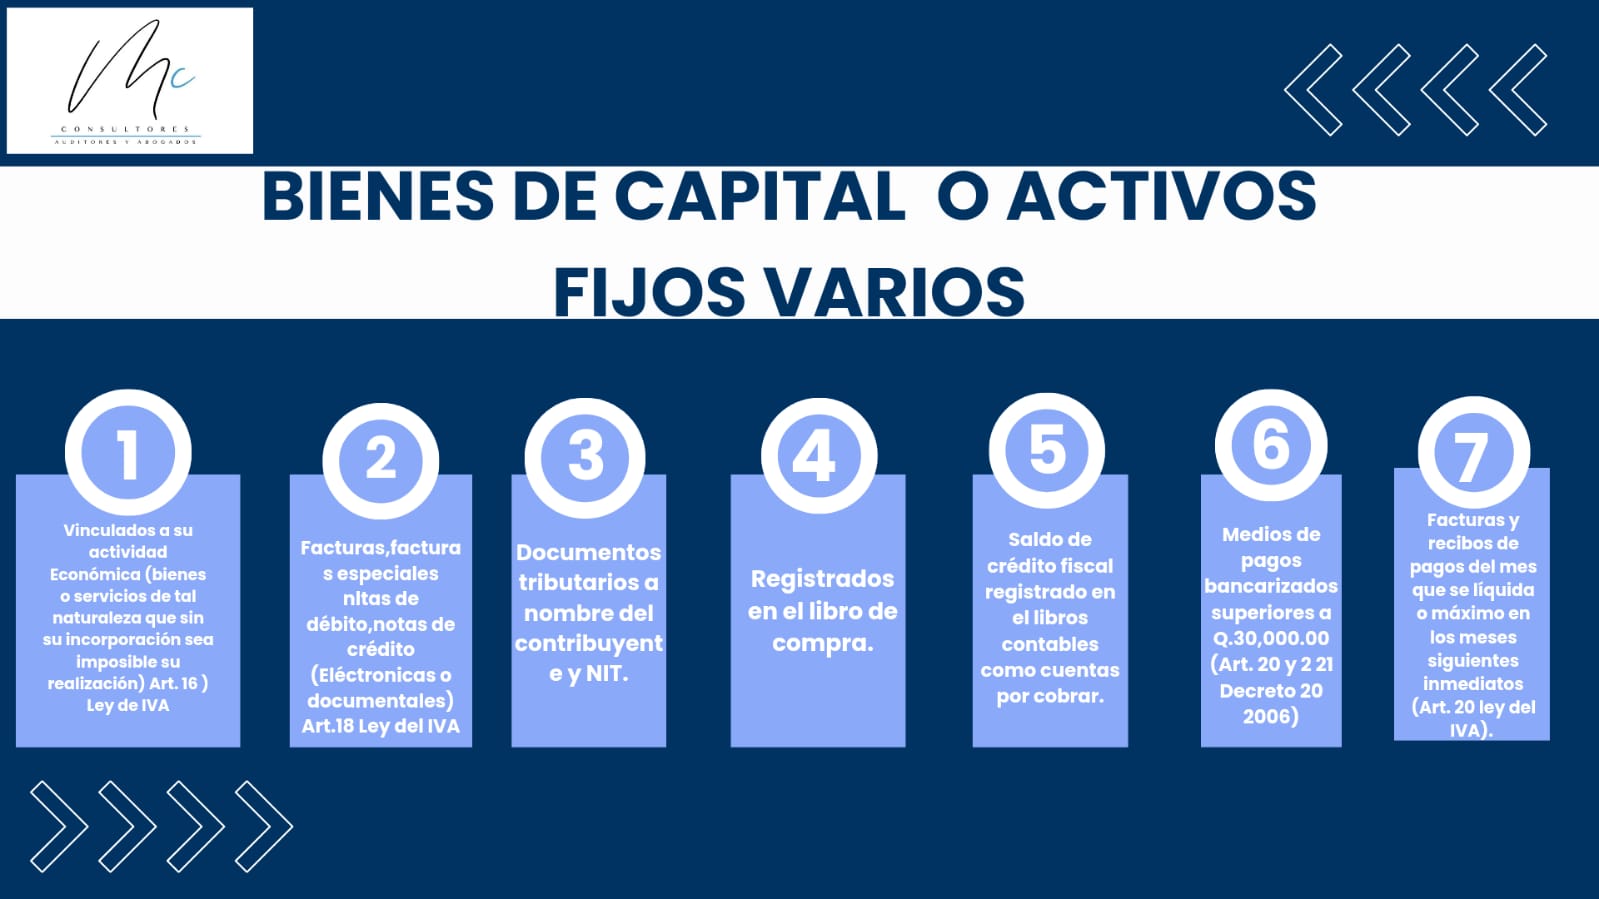 Mc
CONSULTORES
AUDITORES Y ABOGADOS
BIENES DE CAPITAL O ACTIVOS
FIJOS VARIOS
1
Vinculados a su
actividad
Económica (bienes
o servicios de tal
naturaleza que sin
su incorporación sea
imposible su
realización) Art. 16 )
Ley de IVA
2
Facturas,factura
s especiales
nltas de
débito,notas de
crédito
(Eléctronicas o
documentales)
Art.18 Ley del IVA
3
Documentos
tributarios a
nombre del
contribuyent
e y NIT.
4
Registrados
en el libro de
compra.
5
Saldo de
crédito fiscal
registrado en
el libros
contables
como cuentas
por cobrar.
6
Medios de
pagos
bancarizados
superiores a
Q.30,000.00
(Art. 20 y 2 21
Decreto 20
2006)
7
Facturas y
recibos de
pagos del mes
que se líquida
o máximo en
los meses
siguientes
inmediatos
(Art. 20 ley del
IVA).